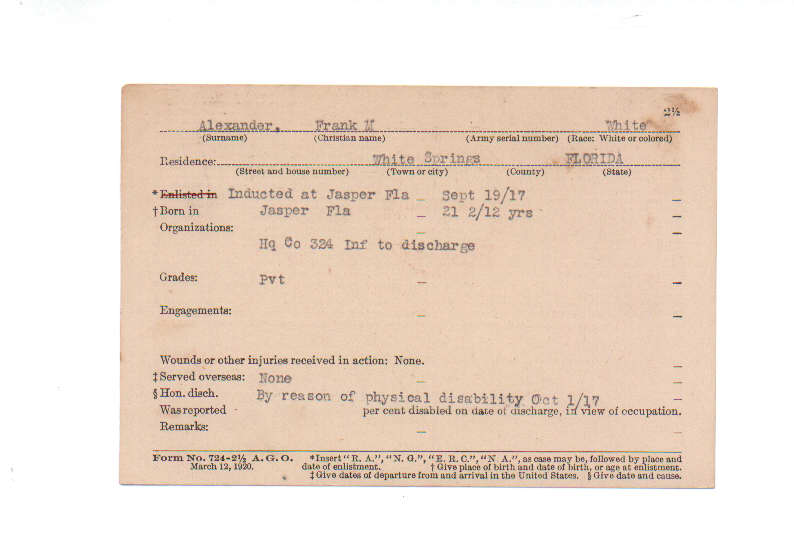 2½
Alexander, Frank M White
(Surname) (Christian name) (Army serial number) (Race: White or colored)
Residence: White Springs FLORIDA
(Street and house number) (Town or city) (County) (State)
*Enlisted in Inducted at Jasper Fla _ Sept 19/17 _
†Born in Jasper Fla _ 21 2/12 yrs _
Organizations: _
Hq Co 324 Inf to discharge
Grades: Pvt _ _
Engagements: _ _
Wounds or other injuries received in action: None. _
‡Served overseas: None _ _
§Hon. disch. By reason of physical disability Oct 1/17 _
Was reported per cent disabled on date of discharge, in view of occupation.
Remarks: _ _
Form No. 724-2½ A. G. O. *Insert “R. A.”, “N. G.”, “E. R. C.”, “N. A.”, as case may be, followed by place and
March 12, 1920. date of enlistment. †Give place of birth and date of birth, or age at enlistment.
‡Give dates of departure from and arrival in the United States. §Give date and cause.